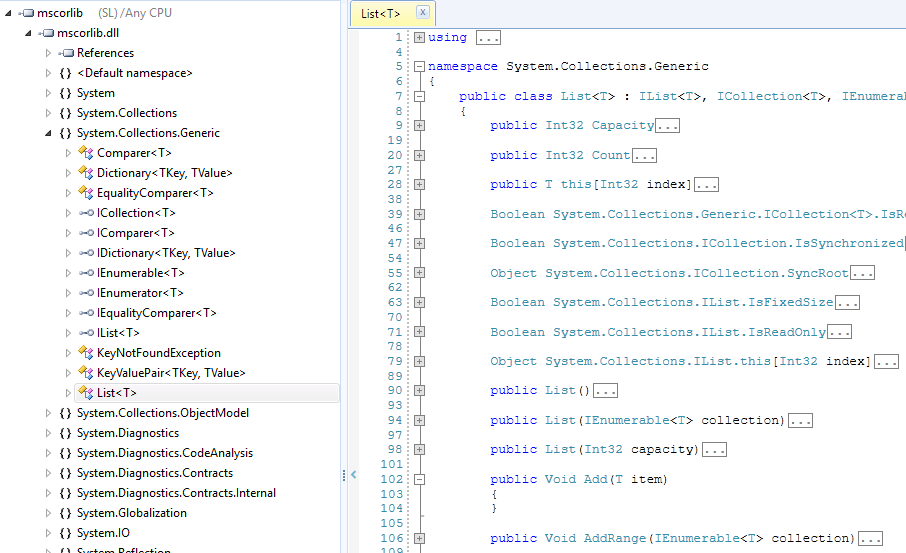 mscorlib (SL)/Any CPU
mscorlib.dll
References
{} <Default namespace>
{} System
{} System.Collections
{} System.Collections.Generic
Comparer<T>
Dictionary<TKey, TValue>
EqualityComparer<T>
ICollection<T>
IComparer<T>
IDictionary<TKey, TValue>
IEnumerable<T>
IEnumerator<T>
IEqualityComparer<T>
IList<T>
KeyNotFoundException
KeyValuePair<TKey, TValue>
List<T>
{} System.Collections.ObjectModel
{} System.Diagnostics
{} System.Diagnostics.CodeAnalysis
{} System.Diagnostics.Contracts
{} System.Diagnostics.Contracts.Internal
{} System.Globalization
{} System.IO
{} System.Reflection
List<T> x
1 using ...
4
5 namespace System.Collections.Generic
6 {
7 public class List<T> : IList<T>, ICollection<T>, IEnumerab
8 {
9 public Int32 Capacity...
19
20 public Int32 Count...
27
28 public T this[Int32 index]...
38
39 Boolean System.Collections.Generic.ICollection<T>.IsRe
46
47 Boolean System.Collections.ICollection.IsSynchronized
54
55 Object System.Collections.ICollection.SyncRoot...
62
63 Boolean System.Collections.IList.IsFixedSize...
70
71 Boolean System.Collections.IList.IsReadOnly...
78
79 Object System.Collections.IList.this[Int32 index]...
89
90 public List()...
93
94 public List(IEnumerable<T> collection)...
97
98 public List(Int32 capacity)...
101
102 public Void Add(T item)
103 {
104 }
105
106 public Void AddRange(IEnumerable<T> collection)...
109